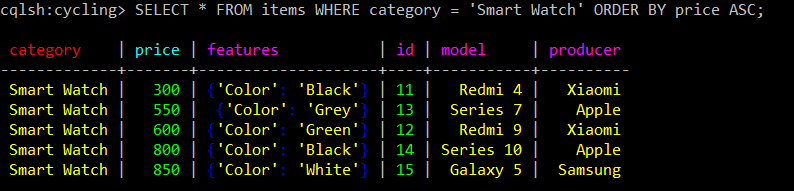 cqlsh:cycling> SELECT * FROM items WHERE category = 'Smart Watch' ORDER BY price ASC;
category | price | features | id | model | producer
-------------+-------+--------------------+----+-----------+----------
Smart Watch | 300 | {'Color': 'Black'} | 11 | Redmi 4 | Xiaomi
Smart Watch | 550 | {'Color': 'Grey'} | 13 | Series 7 | Apple
Smart Watch | 600 | {'Color': 'Green'} | 12 | Redmi 9 | Xiaomi
Smart Watch | 800 | {'Color': 'Black'} | 14 | Series 10 | Apple
Smart Watch | 850 | {'Color': 'White'} | 15 | Galaxy 5 | Samsung